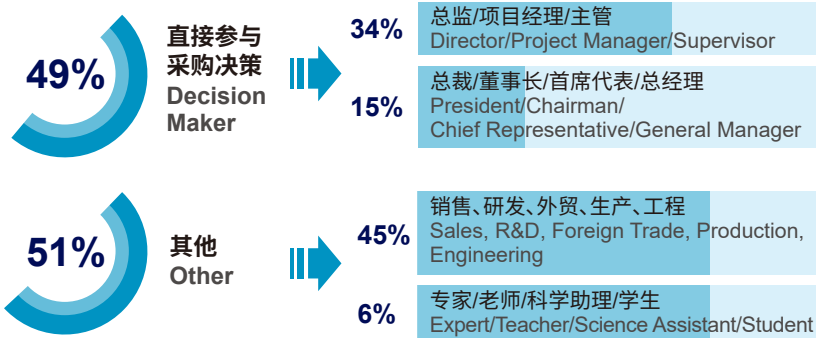 49%
直接参与
采购决策
Decision
Maker
34%
总监/项目经理/主管
Director/Project Manager/Supervisor
15%
总裁/董事长/首席代表/总经理
President/Chairman/
Chief Representative/General Manager
51%
其他
Other
45%
销售、研发、外贸、生产、工程
Sales, R&D, Foreign Trade, Production,
Engineering
6%
专家/老师/科学助理/学生
Expert/Teacher/Science Assistant/Student